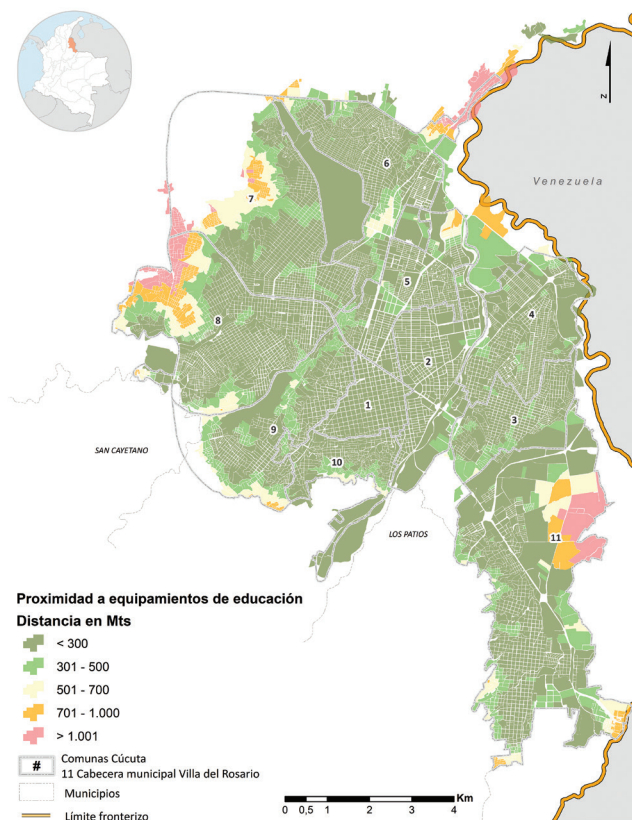 N
Venezuela
6
7
5
4
8
2
1
3
9
10
SAN CAYETANO
LOS PATIOS
11
Proximidad a equipamientos de educación
Distancia en Mts
< 300
301 - 500
501 - 700
701 - 1.000
> 1.001
# Comunas Cúcuta
11 Cabecera municipal Villa del Rosario
Municipios
Límite fronterizo
Km
0 0,5 1 2 3 4